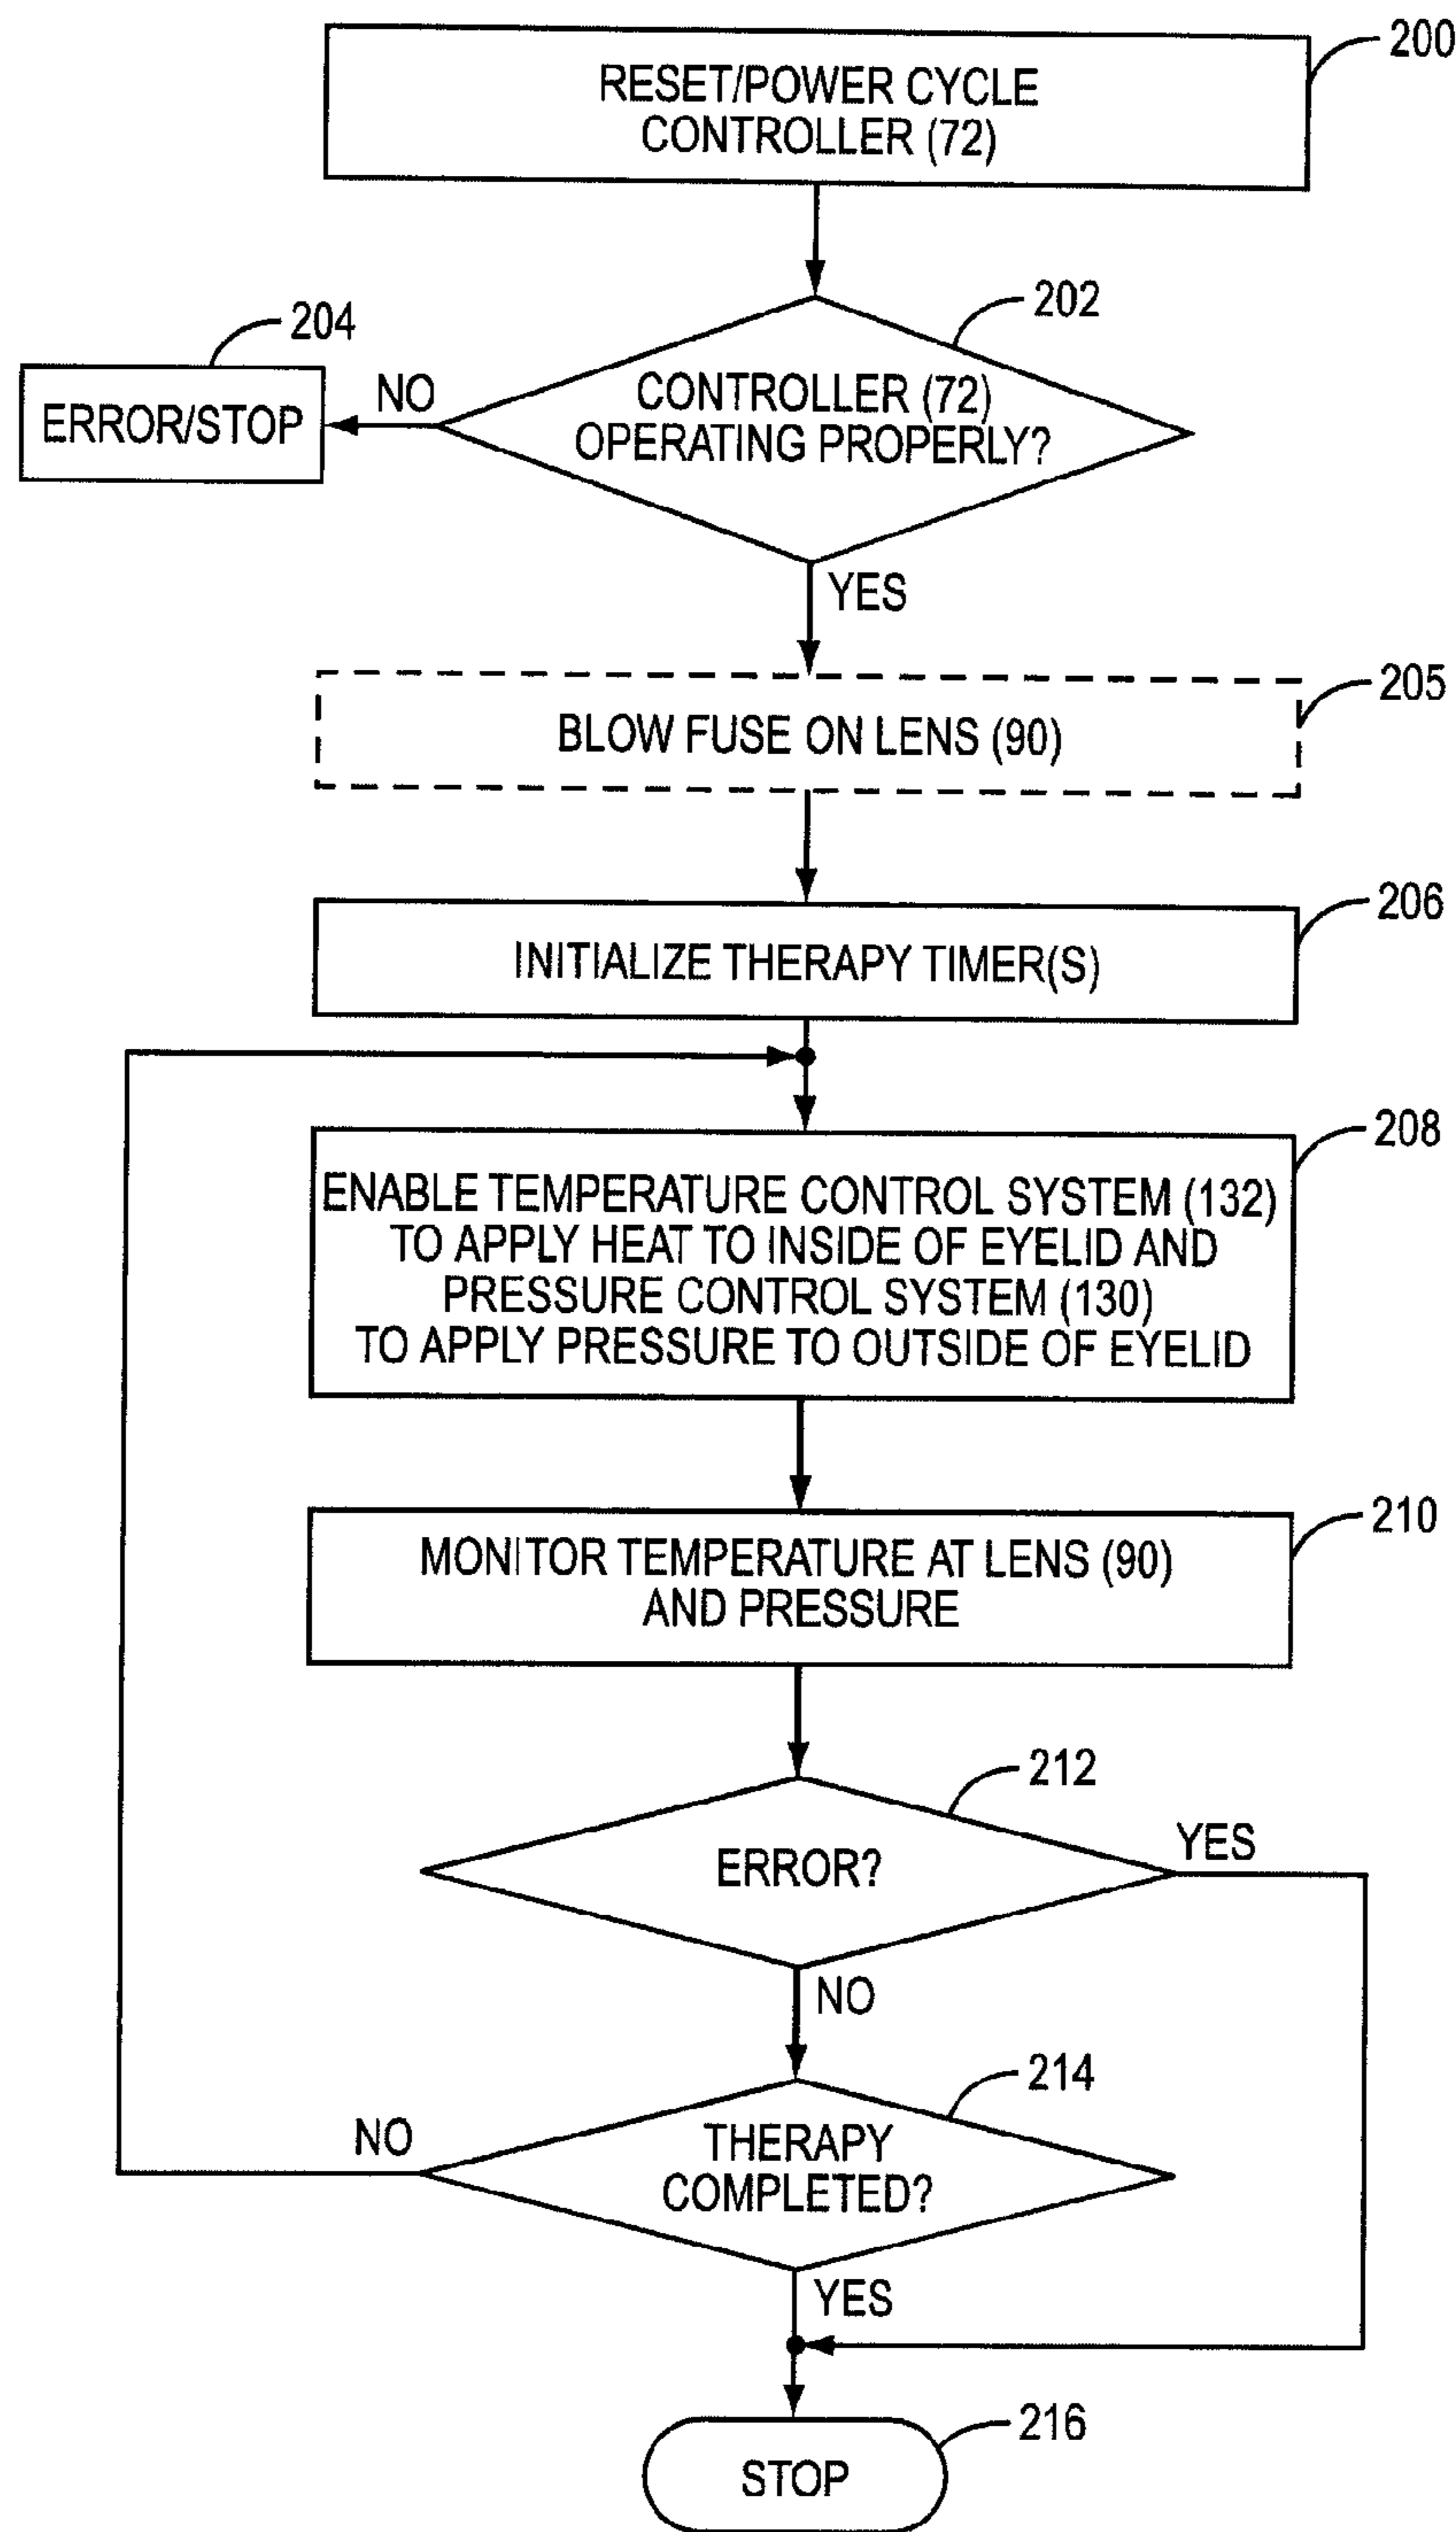 200
RESET/POWER CYCLE
CONTROLLER (72)
202
204
CONTROLLER (72)
OPERATING PROPERLY?
NO
ERROR/STOP
YES
205
BLOW FUSE ON LENS (90)
206
INITIALIZE THERAPY TIMER(S)
208
ENABLE TEMPERATURE CONTROL SYSTEM (132)
TO APPLY HEAT TO INSIDE OF EYELID AND
PRESSURE CONTROL SYSTEM (130)
TO APPLY PRESSURE TO OUTSIDE OF EYELID
210
MONITOR TEMPERATURE AT LENS (90)
AND PRESSURE
212
ERROR?
YES
NO
214
THERAPY
COMPLETED?
NO
YES
216
STOP